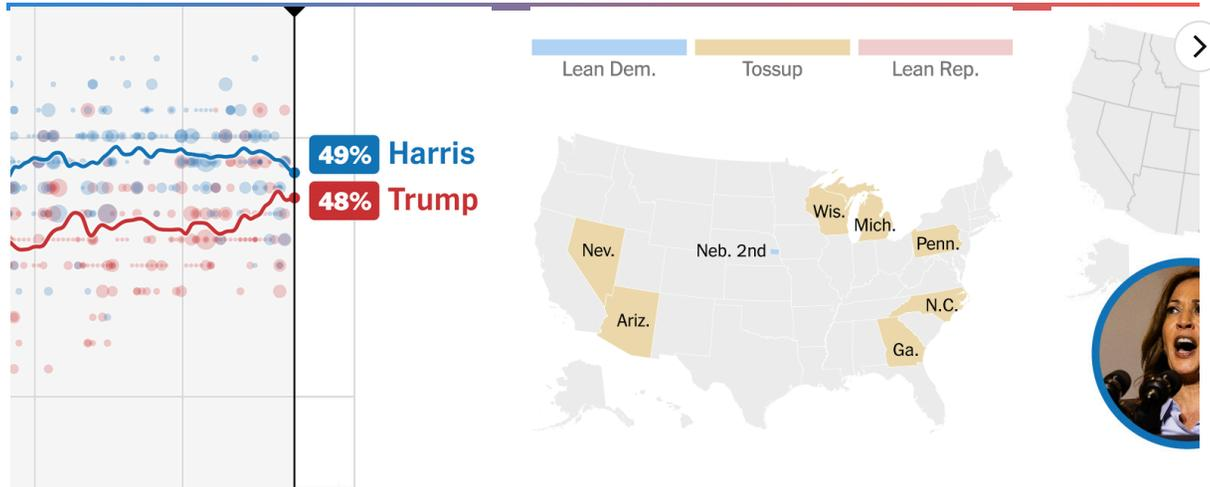 49% Harris
48% Trump
Lean Dem.
Tossup
Lean Rep.
Wis.
Mich.
Nev.
Neb. 2nd
Penn.
Ariz.
N.C.
Ga.